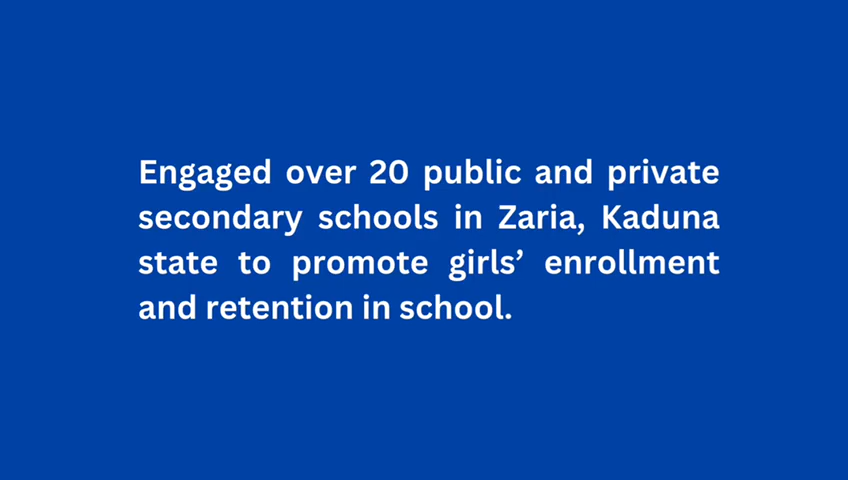 Engaged over 20 public and private
secondary schools in Zaria, Kaduna
state to promote girls’ enrollment
and retention in school.